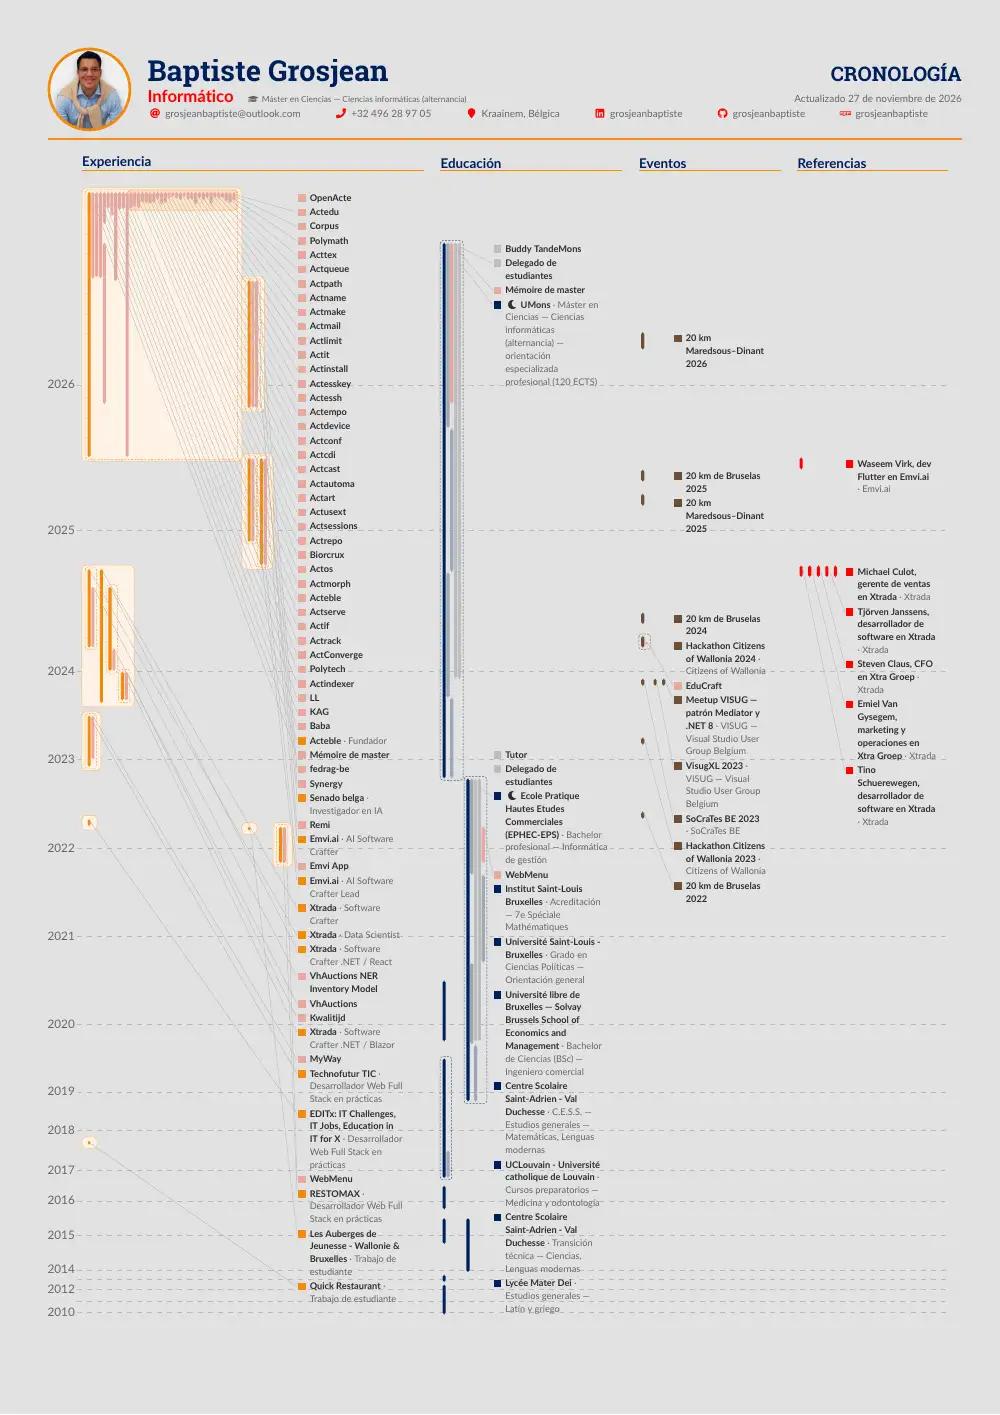 Baptiste Grosjean
Informático
Máster en Ciencias — Ciencias informáticas (alternancia)
CRONOLOGÍA
Actualizado 27 de noviembre de 2026
grosjeanbaptiste@outlook.com
+32 496 28 97 05
Kraainem, Bélgica
grosjeanbaptiste
grosjeanbaptiste
grosjeanbaptiste
Experiencia
OpenActe
Actedu
Corpus
Polymath
Acttex
Actqueue
Actpath
Actname
Actmake
Actmail
Actlimit
Actit
Actinstall
Actesskey
Actessh
Actempo
Actdevice
Actconf
Actcdi
Actcast
Actautoma
Actart
Actusext
Actsessions
Actrepo
Biorcrux
Actos
Actmorph
Acteble
Actserve
Actif
Actrack
ActConverge
Polytech
Actindexer
LL
KAG
Baba
Acteble · Fundador
Mémoire de master
fedrag-be
Synergy
Senado belga ·
Investigador en IA
Remi
Emvi.ai · AI Software
Crafter
Emvi App
Emvi.ai · AI Software
Crafter Lead
Xtrada · Software
Crafter
Xtrada · Data Scientist
Xtrada · Software
Crafter .NET / React
VhAuctions NER
Inventory Model
VhAuctions
Kwalitijd
Xtrada · Software
Crafter .NET / Blazor
MyWay
Technofutur TIC ·
Desarrollador Web Full
Stack en prácticas
EDITx: IT Challenges,
IT Jobs, Education in
IT for X · Desarrollador
Web Full Stack en
prácticas
WebMenu
RESTOMAX ·
Desarrollador Web Full
Stack en prácticas
Les Auberges de
Jeunesse - Wallonie &
Bruxelles · Trabajo de
estudiante
Quick Restaurant ·
Trabajo de estudiante
Educación
Buddy TandeMons
Delegado de
estudiantes
Mémoire de master
UMons · Máster en
Ciencias — Ciencias
informáticas
(alternancia) —
orientación
especializada
profesional (120 ECTS)
Tutor
Delegado de
estudiantes
Ecole Pratique
Hautes Etudes
Commerciales
(EPHEC-EPS) · Bachelor
profesional — Informática
de gestión
WebMenu
Institut Saint-Louis
Bruxelles · Acreditación
— 7e Spéciale
Mathématiques
Université Saint-Louis -
Bruxelles · Grado en
Ciencias Políticas —
Orientación general
Université libre de
Bruxelles — Solvay
Brussels School of
Economics and
Management · Bachelor
de Ciencias (BSc) —
Ingeniero comercial
Centre Scolaire
Saint-Adrien - Val
Duchesse · C.E.S.S. —
Estudios generales —
Matemáticas, Lenguas
modernas
UCLouvain - Université
catholique de Louvain ·
Cursos preparatorios —
Medicina y odontología
Centre Scolaire
Saint-Adrien - Val
Duchesse · Transición
técnica — Ciencias,
Lenguas modernas
Lycée Mater Dei ·
Estudios generales —
Latín y griego
Eventos
20 km
Maredsous–Dinant
2026
20 km de Bruselas
2025
20 km
Maredsous–Dinant
2025
20 km de Bruselas
2024
Hackathon Citizens
of Wallonia 2024 ·
Citizens of Wallonia
EduCraft
Meetup VISUG —
patrón Mediator y
.NET 8 · VISUG —
Visual Studio User
Group Belgium
VisugXL 2023 ·
VISUG — Visual
Studio User Group
Belgium
SoCraTes BE 2023
· SoCraTes BE
Hackathon Citizens
of Wallonia 2023 ·
Citizens of Wallonia
20 km de Bruselas
2022
Referencias
Waseem Virk, dev
Flutter en Emvi.ai
· Emvi.ai
Michael Culot,
gerente de ventas
en Xtrada · Xtrada
Tjörven Janssens,
desarrollador de
software en Xtrada
· Xtrada
Steven Claus, CFO
en Xtra Groep ·
Xtrada
Emiel Van
Gysegem,
marketing y
operaciones en
Xtra Groep · Xtrada
Tino
Schuerewegen,
desarrollador de
software en Xtrada
· Xtrada
2026
2025
2024
2023
2022
2021
2020
2019
2018
2017
2016
2015
2014
2012
2010